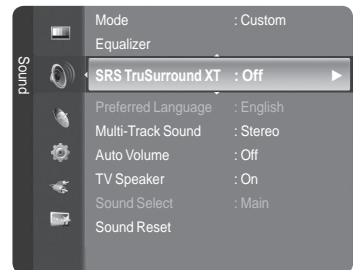 Sound
Mode : Custom
Equalizer
SRS TruSurround XT : Off
Preferred Language : English
Multi-Track Sound : Stereo
Auto Volume : Off
TV Speaker : On
Sound Select : Main
Sound Reset